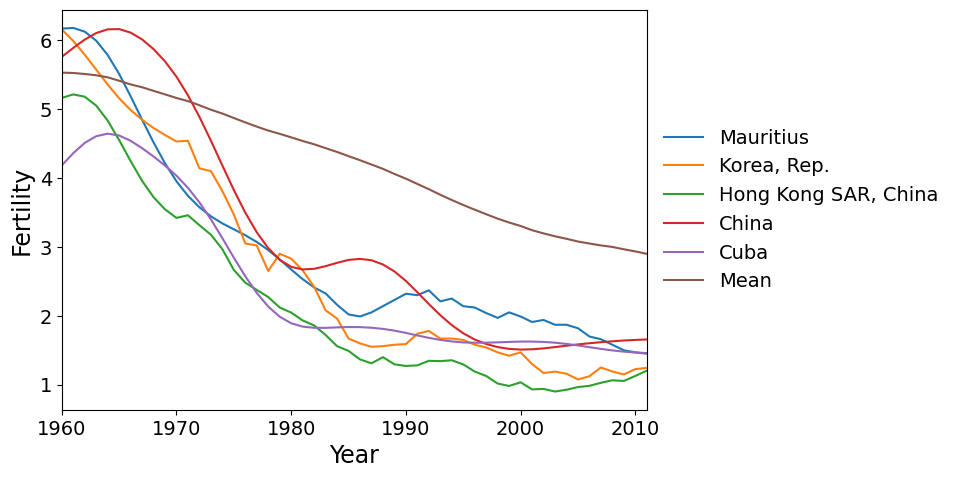 6
5
4
3
2
1
Fertility
1960
1970
1980
1990
2000
2010
Year
Mauritius
Korea, Rep.
Hong Kong SAR, China
China
Cuba
Mean